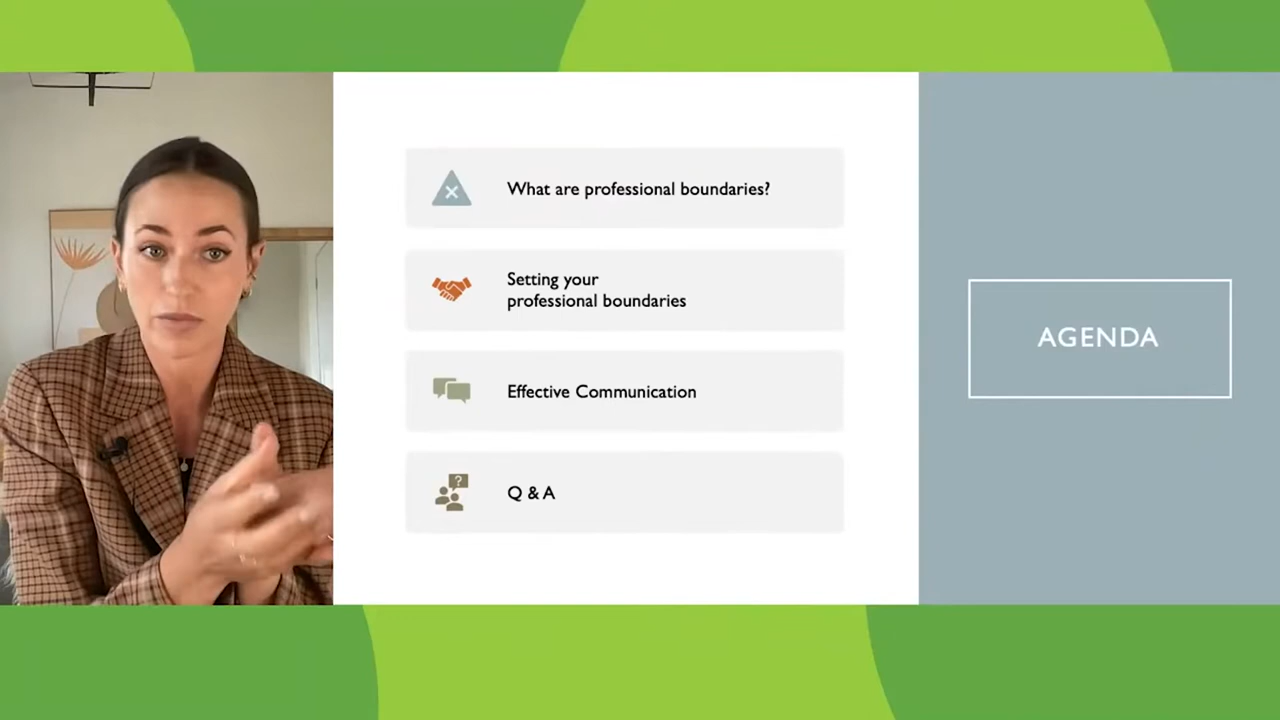 What are professional boundaries?
Setting your
professional boundaries
Effective Communication
?
Q & A
AGENDA